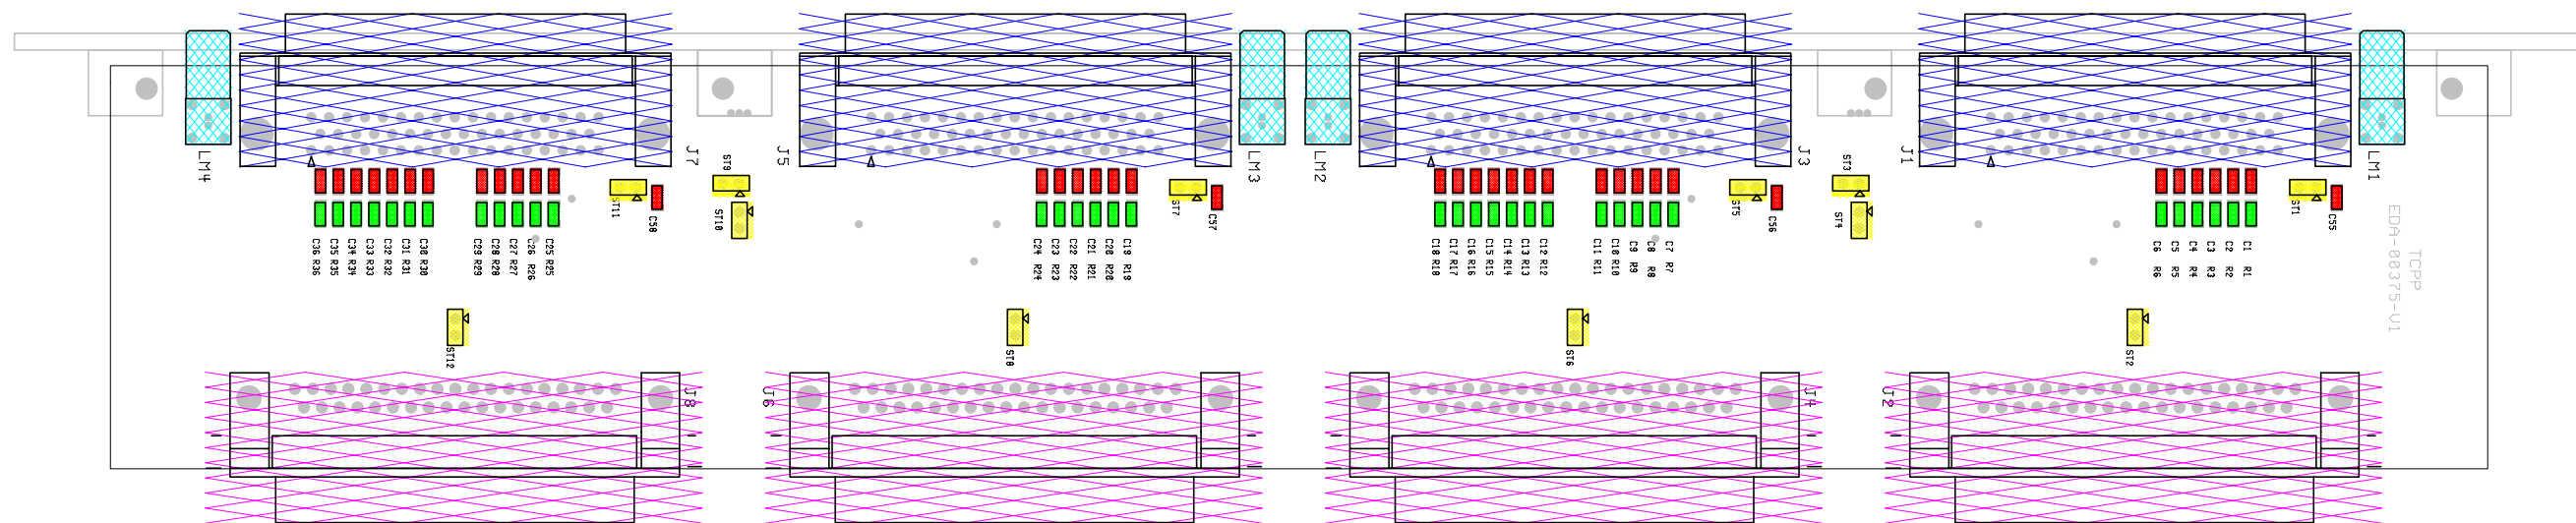 LM4
J7
J5
LM3
LM2
J3
J1
LM1
ST9
ST3
ST11
C58
ST10
ST7
C57
ST5
C56
ST4
ST1
C55
C36 R36
C35 R35
C34 R34
C33 R33
C32 R32
C31 R31
C30 R30
C29 R29
C28 R28
C27 R27
C26 R26
C25 R25
C24 R24
C23 R23
C22 R22
C21 R21
C20 R20
C19 R19
C18 R18
C17 R17
C16 R16
C15 R15
C14 R14
C13 R13
C12 R12
C11 R11
C10 R10
C9 R9
C8 R8
C7 R7
C6 R6
C5 R5
C4 R4
C3 R3
C2 R2
C1 R1
TCPP
EDA-00375-V1
ST12
ST8
ST6
ST2
J8
J6
J4
J2